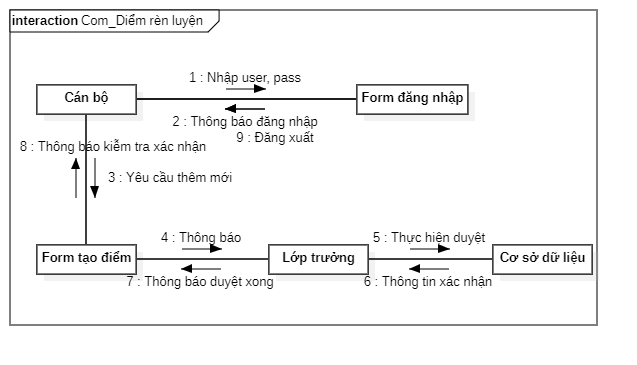 interaction Com_Điểm rèn luyện
1 : Nhập user, pass
Cán bộ
Form đăng nhập
2 : Thông báo đăng nhập
9 : Đăng xuất
8 : Thông báo kiểm tra xác nhận
3 : Yêu cầu thêm mới
4 : Thông báo
5 : Thực hiện duyệt
Form tạo điểm
Lớp trưởng
Cơ sở dữ liệu
7 : Thông báo duyệt xong
6 : Thông tin xác nhận